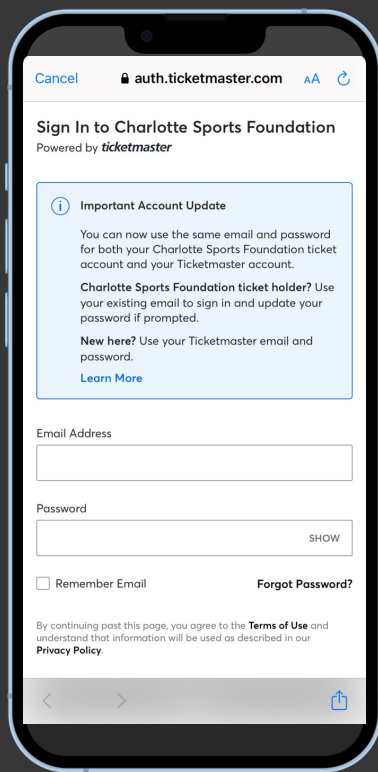 Cancel auth.ticketmaster.com AA
Sign In to Charlotte Sports Foundation
Powered by ticketmaster
Important Account Update
You can now use the same email and password
for both your Charlotte Sports Foundation ticket
account and your Ticketmaster account.
Charlotte Sports Foundation ticket holder? Use
your existing email to sign in and update your
password if prompted.
New here? Use your Ticketmaster email and
password.
Learn More
Email Address
Password
SHOW
Remember Email Forgot Password?
By continuing past this page, you agree to the Terms of Use and
understand that information will be used as described in our
Privacy Policy.